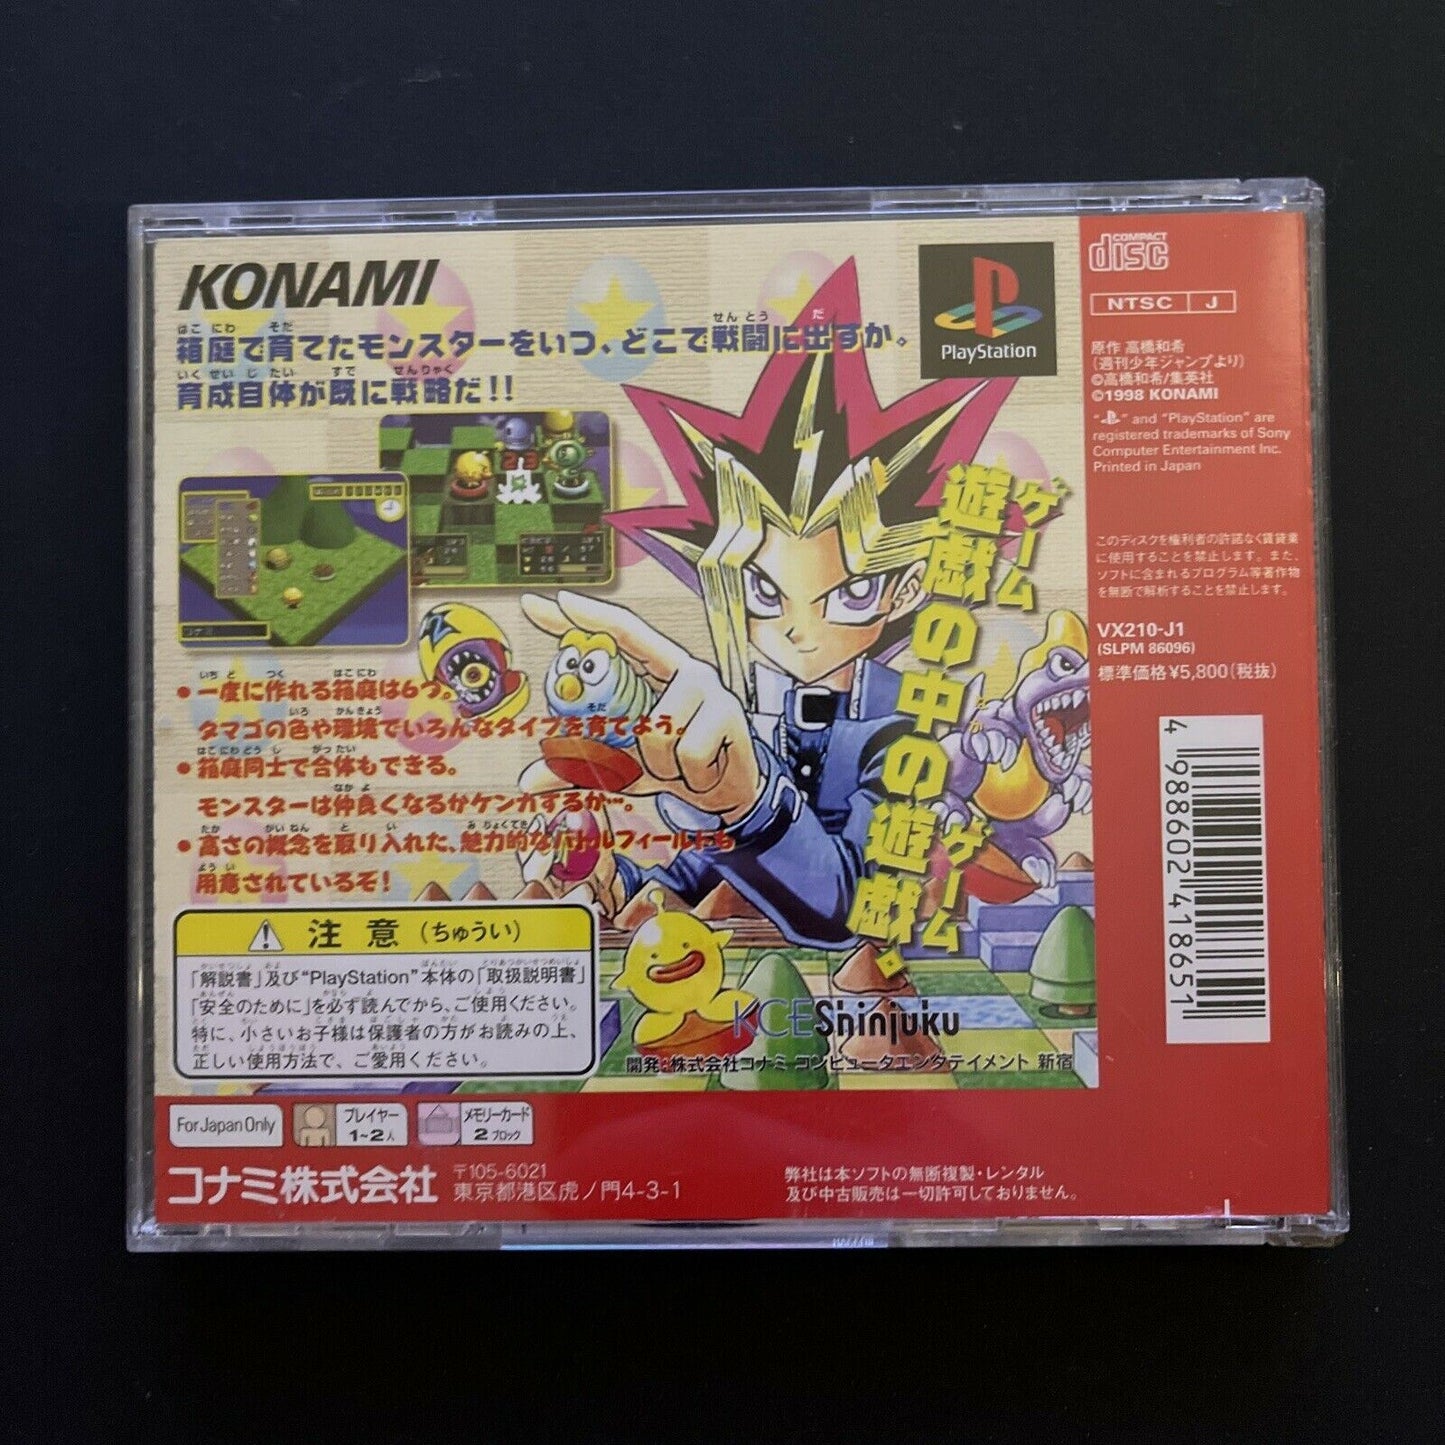 KONAMI
箱庭で育てたモンスターをいつ、どこで戦闘に出すか。
育成自体が既に戦略だ!!
PlayStation
遊戯の中の遊戯。
ゲーム
ゲーム
●一度に作れる箱庭は6つ。
タマゴの色や環境でいろんなタイプを育てよう。
●箱庭同士で合体もできる。
モンスターは仲良くなるかケンカするか…。
●高さの概念を取り入れた、魅力的なバトルフィールドも
用意されているぞ!
注意(ちゅうい)
「解説書」及び“PlayStation”本体の「取扱説明書」
「安全のために」を必ず読んでから、ご使用ください。
特に、小さいお子様は保護者の方がお読みの上、
正しい使用方法で、ご愛用ください。
KCEShinjuku
開発:株式会社コナミ コンピュータエンタテイメント 新宿
For Japan Only
プレイヤー
1~2人
メモリーカード
2ブロック
コナミ株式会社
〒105-6021
東京都港区虎ノ門4-3-1
弊社は本ソフトの無断複製・レンタル
及び中古販売は一切許可しておりません。
COMPACT
disc
NTSC J
原作 高橋和希
(週刊少年ジャンプより)
©高橋和希/集英社
©1998 KONAMI
“PS” and “PlayStation” are
registered trademarks of Sony
Computer Entertainment Inc.
Printed in Japan
このディスクを権利者の許諾なく賃貸業
に使用することを禁止します。また、
ソフトに含まれるプログラム等著作物
を無断で解析することを禁止します。
VX210-J1
(SLPM 86096)
標準価格¥5,800(税抜)
4 988602 418651